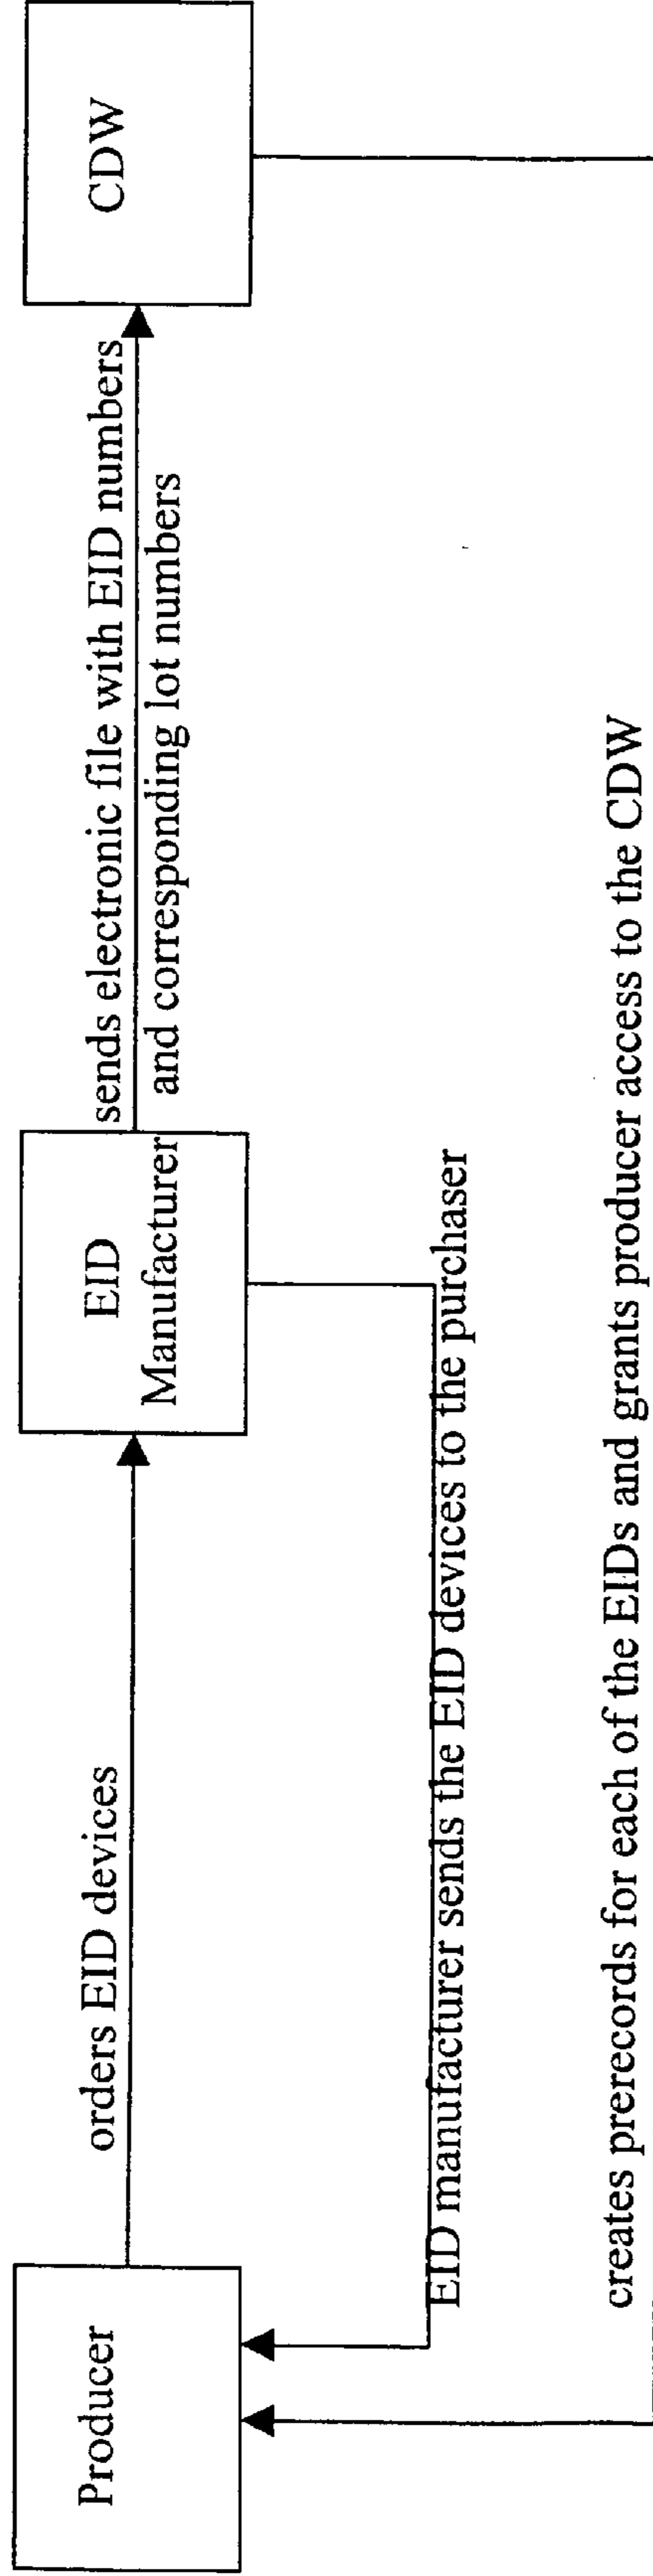 Producer
orders EID devices
EID
Manufacturer
sends electronic file with EID numbers
and corresponding lot numbers
CDW
EID manufacturer sends the EID devices to the purchaser
creates prerecords for each of the EIDs and grants producer access to the CDW